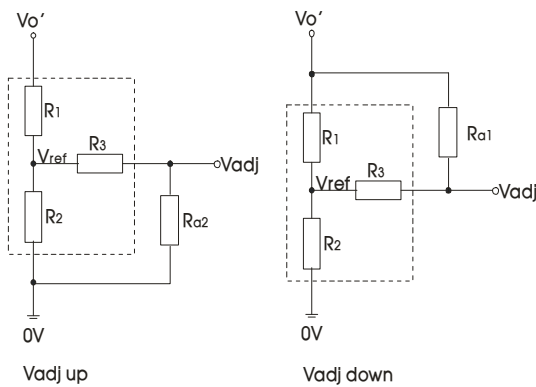 Vo'
R1
R3
Vref
Vadj
R2
Ra2
0V
Vadj up
Vo'
R1
Ra1
R3
Vref
Vadj
R2
0V
Vadj down